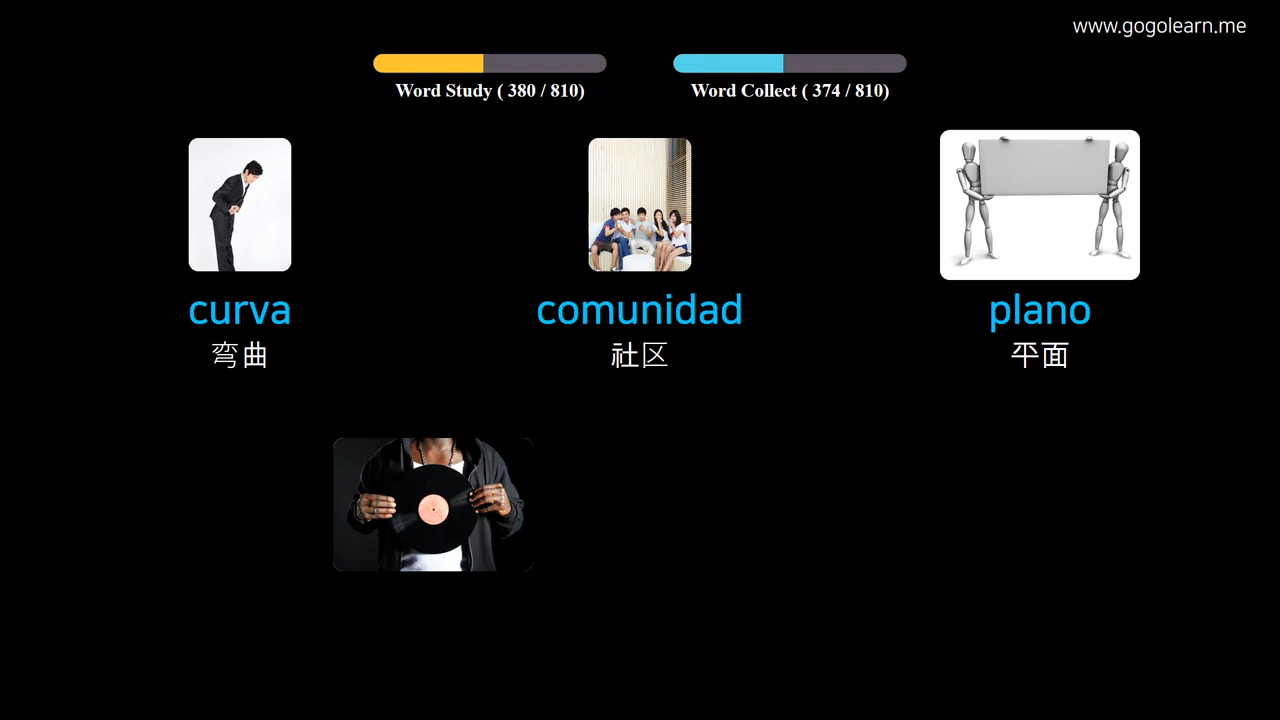 www.gogolearn.me
Word Study ( 380 / 810)
Word Collect ( 374 / 810)
curva
comunidad
plano
弯曲
社区
平面